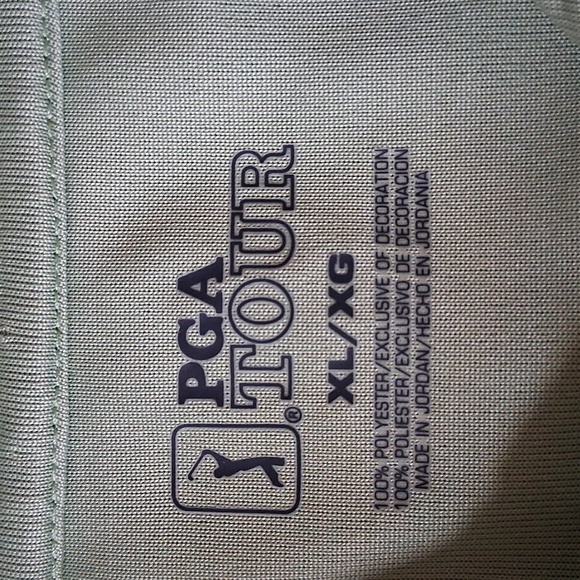 PGA
TOUR®
XL/XG
100% POLYESTER/EXCLUSIVE OF DECORATION
100% POLIESTER/EXCLUSIVO DE DECORACION
MADE IN JORDAN/HECHO EN JORDANIA